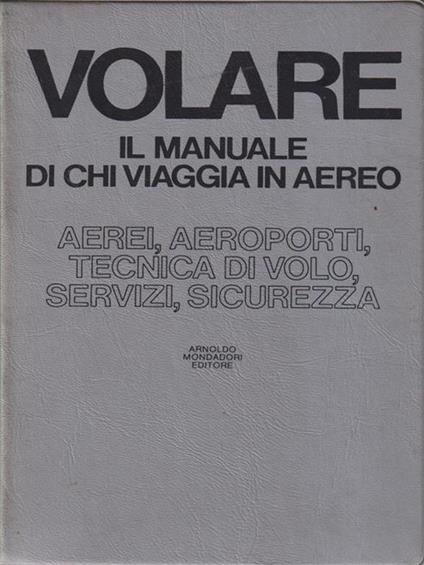 VOLARE
IL MANUALE
DI CHI VIAGGIA IN AEREO
AEREI, AEROPORTI,
TECNICA DI VOLO,
SERVIZI, SICUREZZA
ARNOLDO
MONDADORI
EDITORE